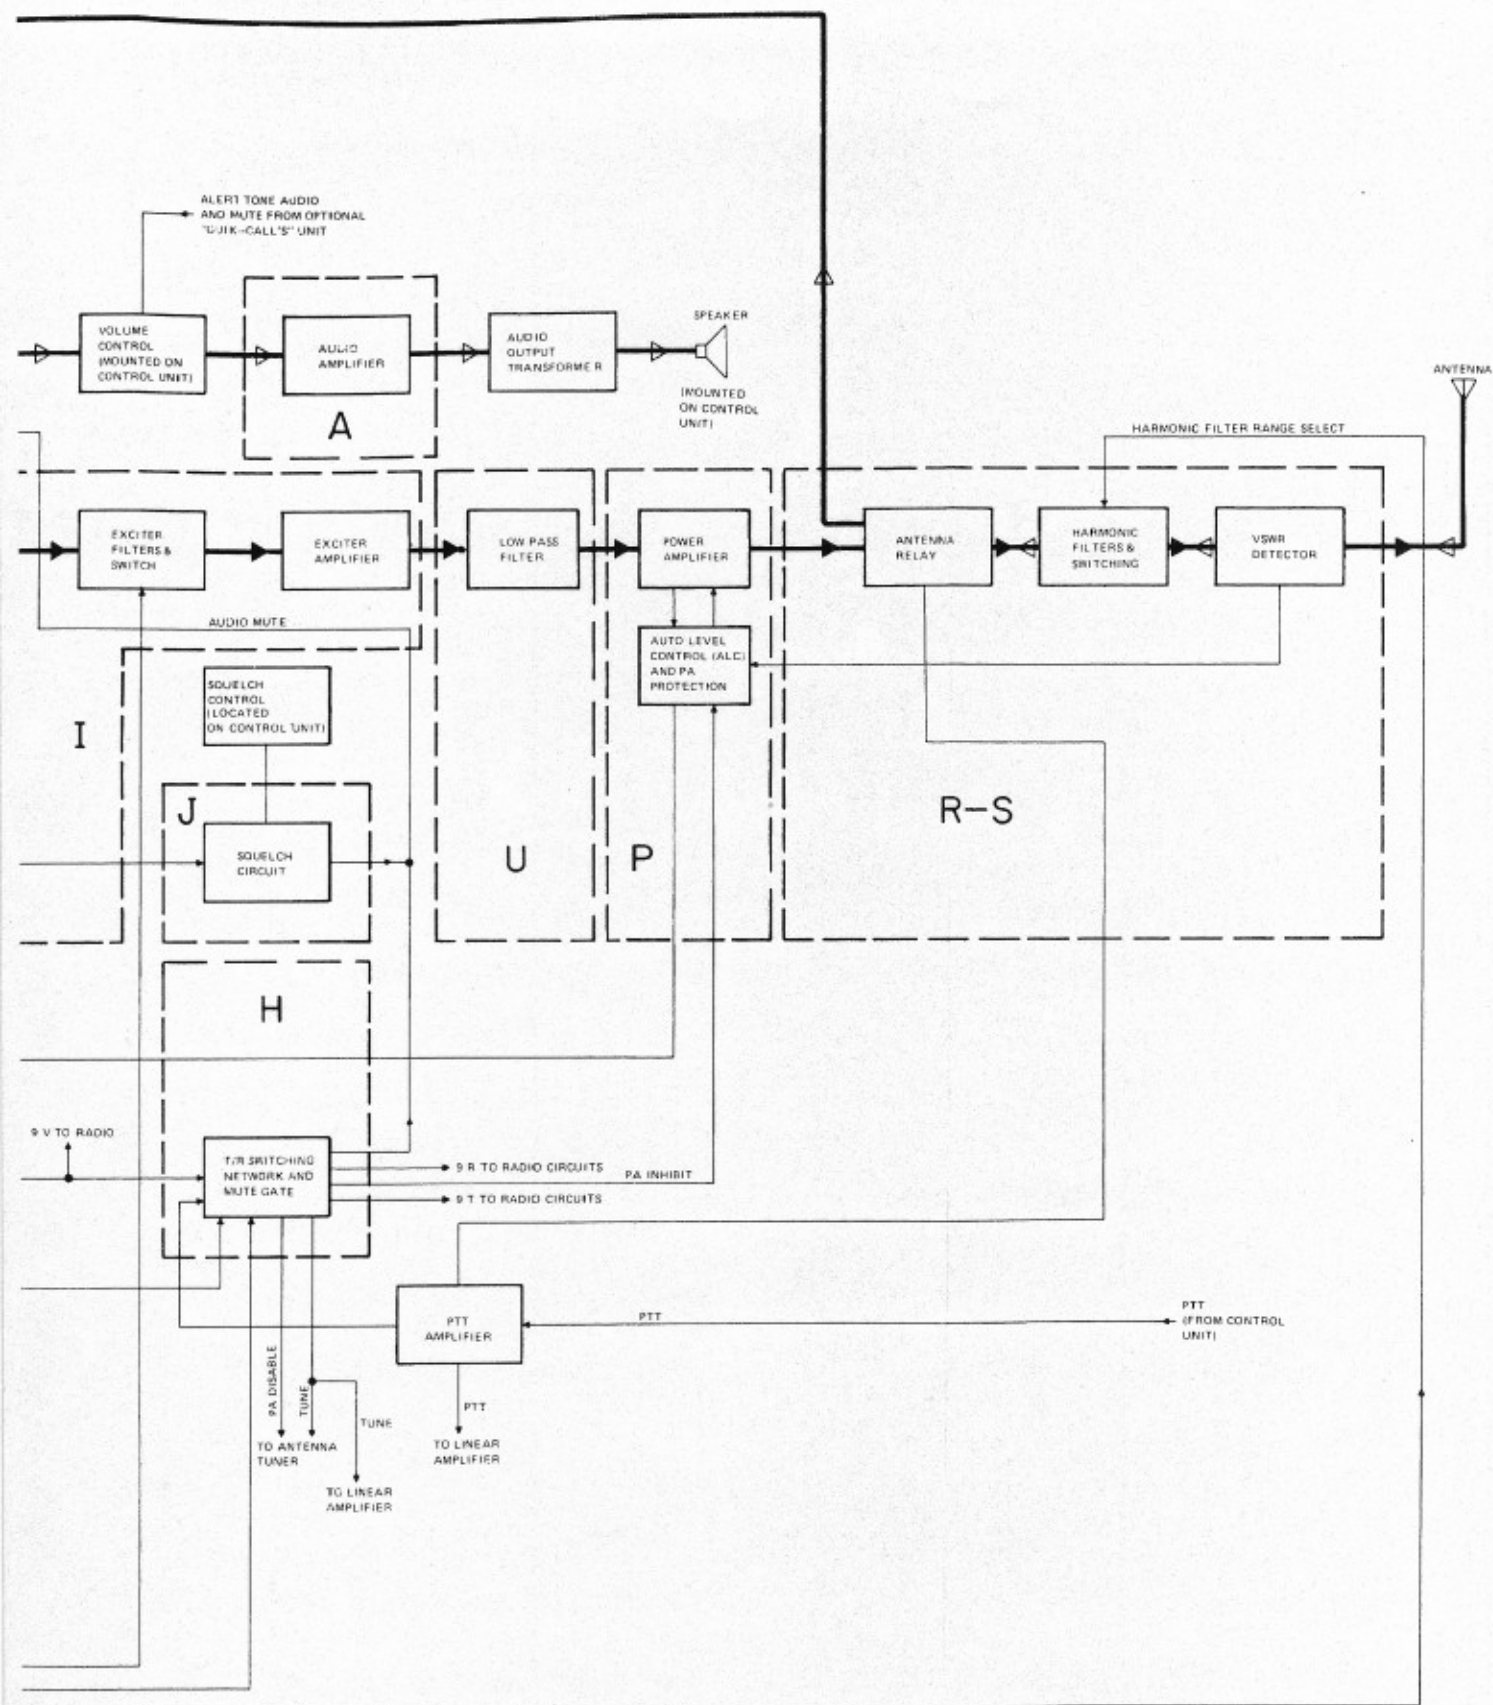 ALERT TONE AUDIO
AND MUTE FROM OPTIONAL
"QUIK-CALL'S" UNIT
VOLUME
CONTROL
(MOUNTED ON
CONTROL UNIT)
AUDIO
AMPLIFIER
A
AUDIO
OUTPUT
TRANSFORMER
SPEAKER
(MOUNTED
ON CONTROL
UNIT)
ANTENNA
HARMONIC FILTER RANGE SELECT
EXCITER
FILTERS &
SWITCH
EXCITER
AMPLIFIER
LOW PASS
FILTER
POWER
AMPLIFIER
ANTENNA
RELAY
HARMONIC
FILTERS &
SWITCHING
VSWR
DETECTOR
AUDIO MUTE
AUTO LEVEL
CONTROL (ALC)
AND PA
PROTECTION
SQUELCH
CONTROL
(LOCATED
ON CONTROL UNIT)
I
J
SQUELCH
CIRCUIT
U
P
R-S
H
9 V TO RADIO
T/R SWITCHING
NETWORK AND
MUTE GATE
9 R TO RADIO CIRCUITS
PA INHIBIT
9 T TO RADIO CIRCUITS
PTT
AMPLIFIER
PTT
PTT
(FROM CONTROL
UNIT)
PA DISABLE
TUNE
TUNE
PTT
TO ANTENNA
TUNER
TO LINEAR
AMPLIFIER
TO LINEAR
AMPLIFIER